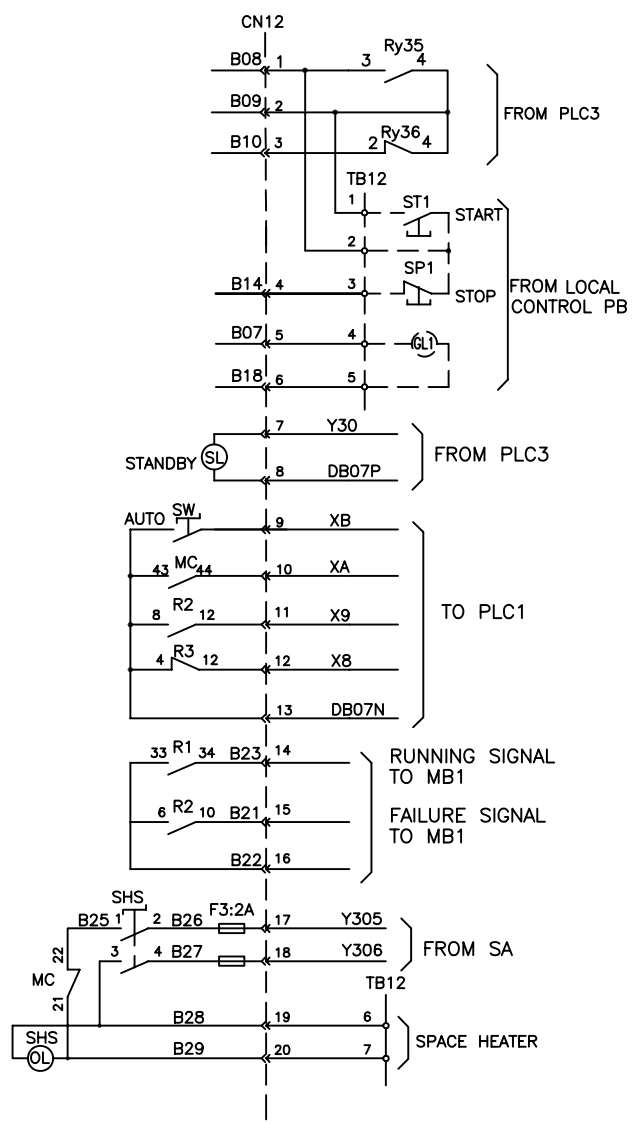 CN12
B08 1 3 Ry35 4
B09 2
FROM PLC3
B10 3 2 Ry36 4
TB12
1 ST1 START
2
SP1
B14 4 3 STOP
FROM LOCAL
CONTROL PB
B07 5 4 GL1
B18 6 5
7 Y30
STANDBY SL
FROM PLC3
8 DB07P
AUTO SW 9 XB
43 MC 44 10 XA
TO PLC1
8 R2 12 11 X9
4 R3 12 12 X8
13 DB07N
33 R1 34 B23 14
RUNNING SIGNAL
TO MB1
6 R2 10 B21 15
FAILURE SIGNAL
TO MB1
B22 16
SHS
B25 1 2 B26 F3:2A 17 Y305
FROM SA
22 3 4 B27 18 Y306
MC
TB12
21
B28 19 6
SPACE HEATER
SHS
OL
B29 20 7